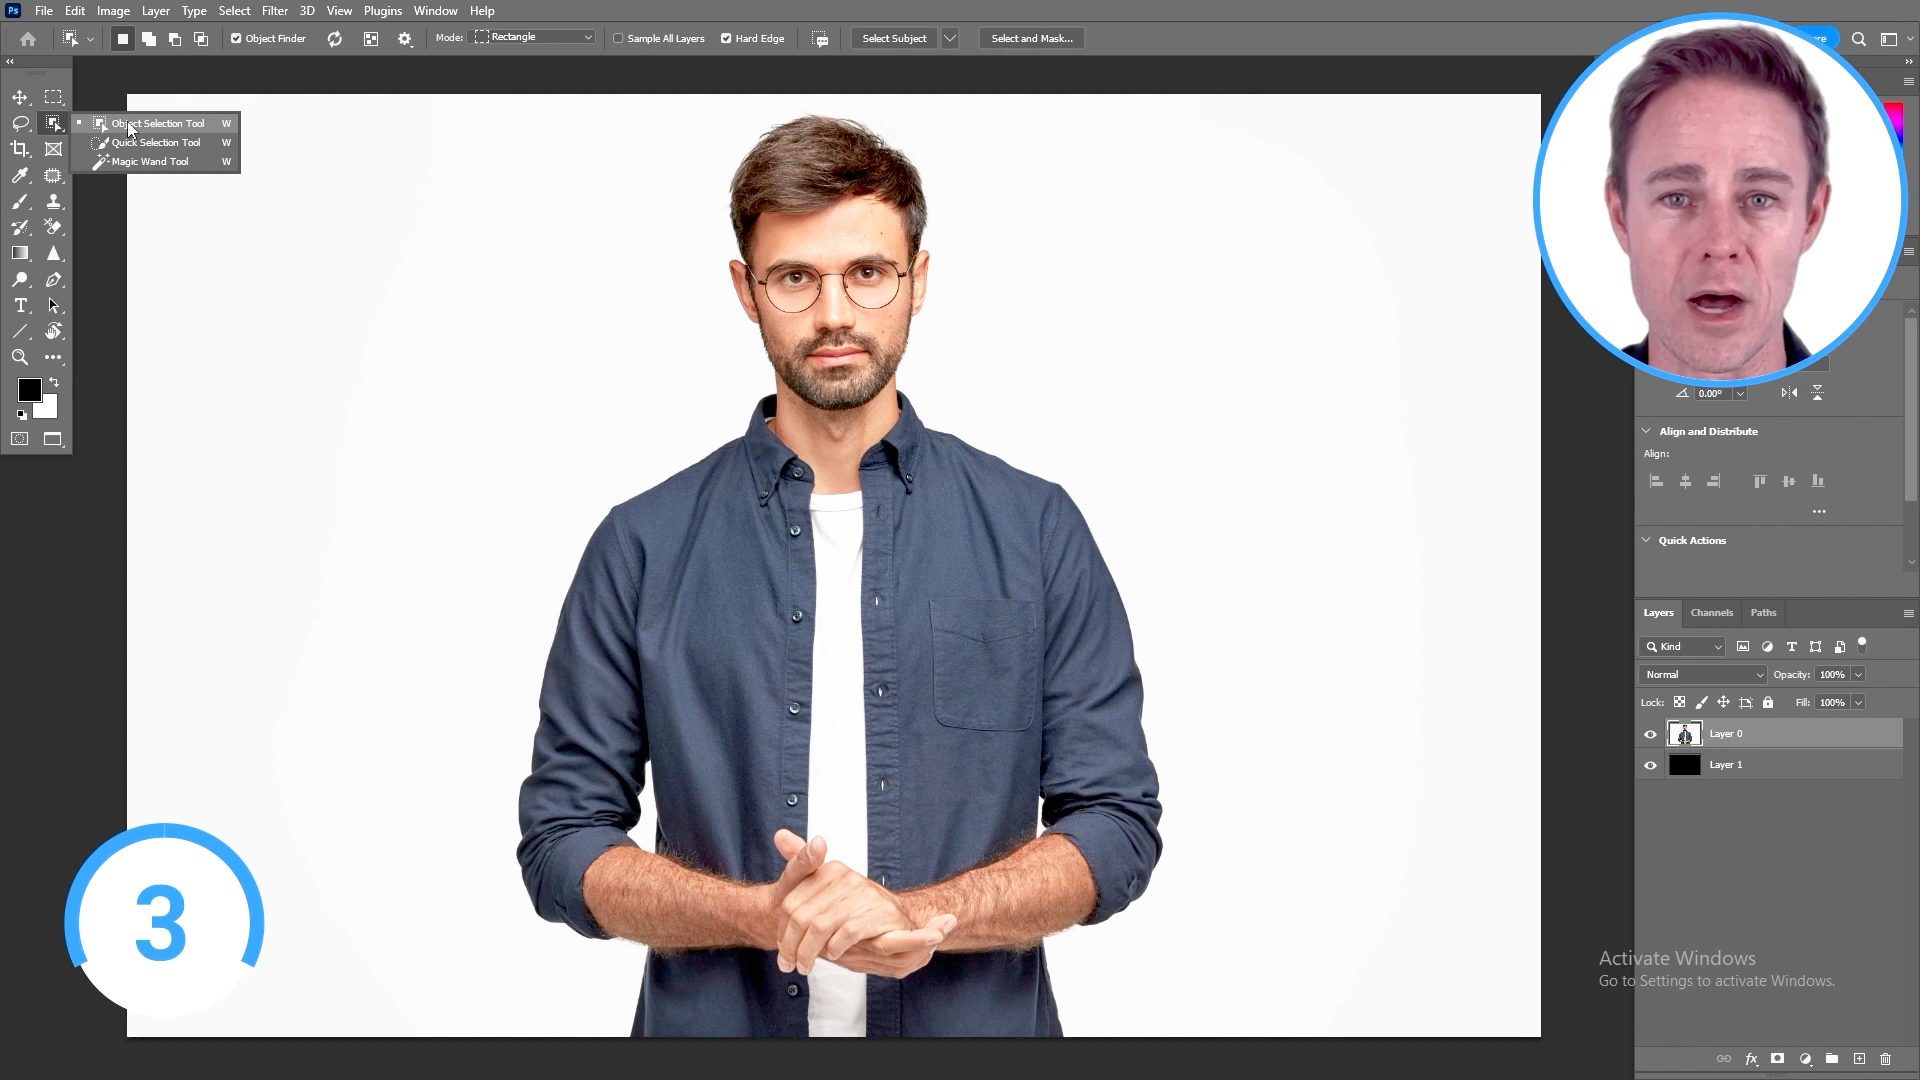 Ps File Edit Image Layer Type Select Filter 3D View Plugins Window Help
Object Finder Mode: Rectangle Sample All Layers Hard Edge Select Subject Select and Mask...
Object Selection Tool W
Quick Selection Tool W
Magic Wand Tool W
0.00°
Align and Distribute
Align:
Quick Actions
Layers Channels Paths
Kind
Normal Opacity: 100%
Lock: Fill: 100%
Layer 0
Layer 1
3
Activate Windows
Go to Settings to activate Windows.
fx